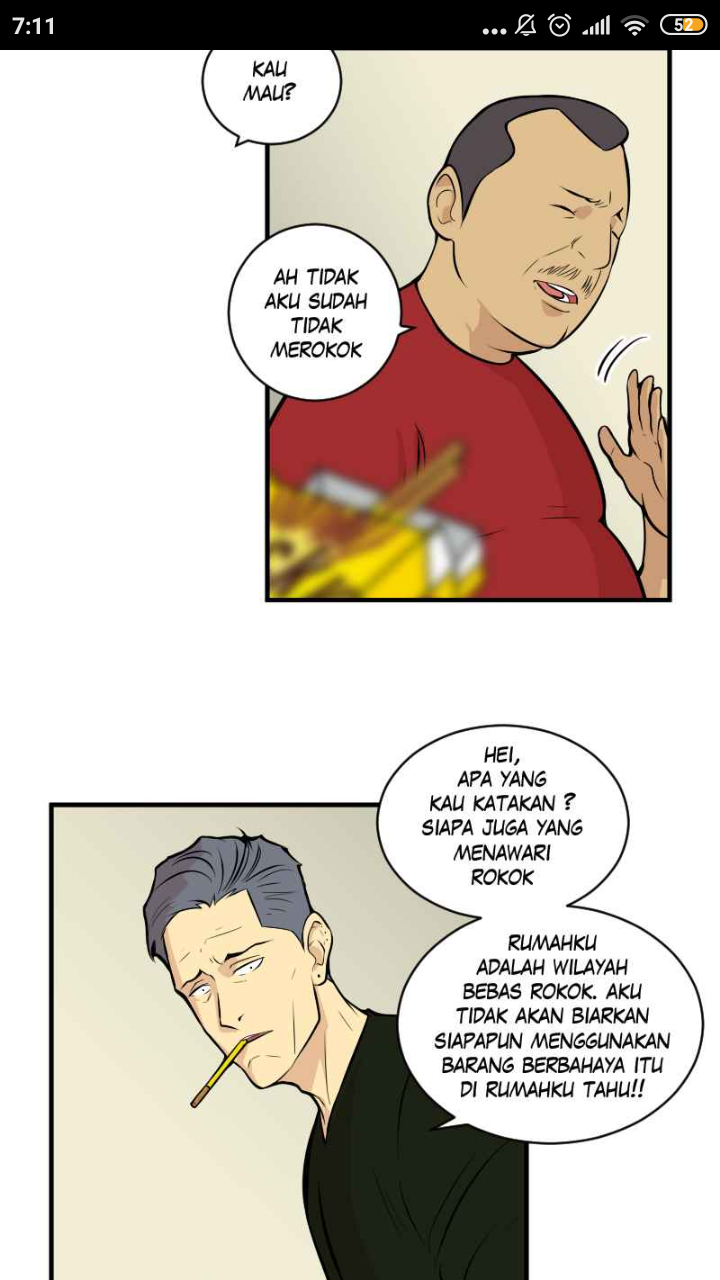 7:11
52
KAU
MAU?
AH TIDAK
AKU SUDAH
TIDAK
MEROKOK
HEI,
APA YANG
KAU KATAKAN ?
SIAPA JUGA YANG
MENAWARI
ROKOK
RUMAHKU
ADALAH WILAYAH
BEBAS ROKOK. AKU
TIDAK AKAN BIARKAN
SIAPAPUN MENGGUNAKAN
BARANG BERBAHAYA ITU
DI RUMAHKU TAHU!!